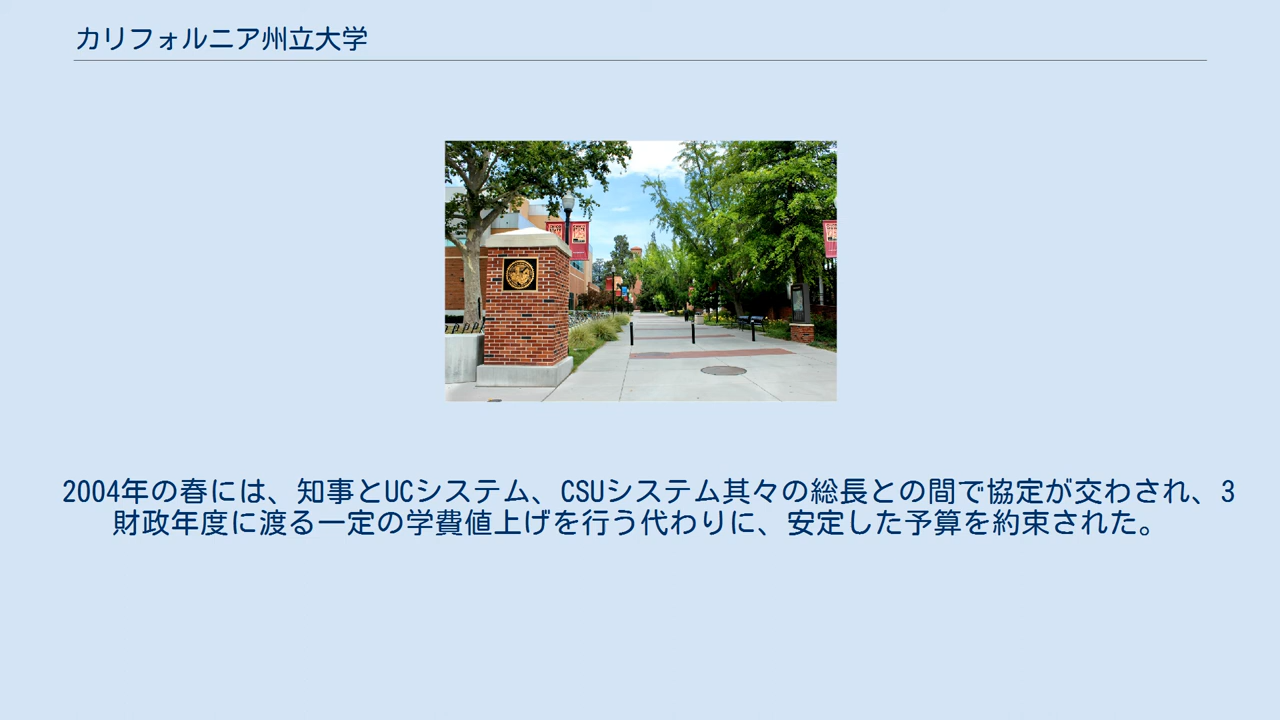 カリフォルニア州立大学
2004年の春には、知事とUCシステム、CSUシステム其々の総長との間で協定が交わされ、3
財政年度に渡る一定の学費値上げを行う代わりに、安定した予算を約束された。